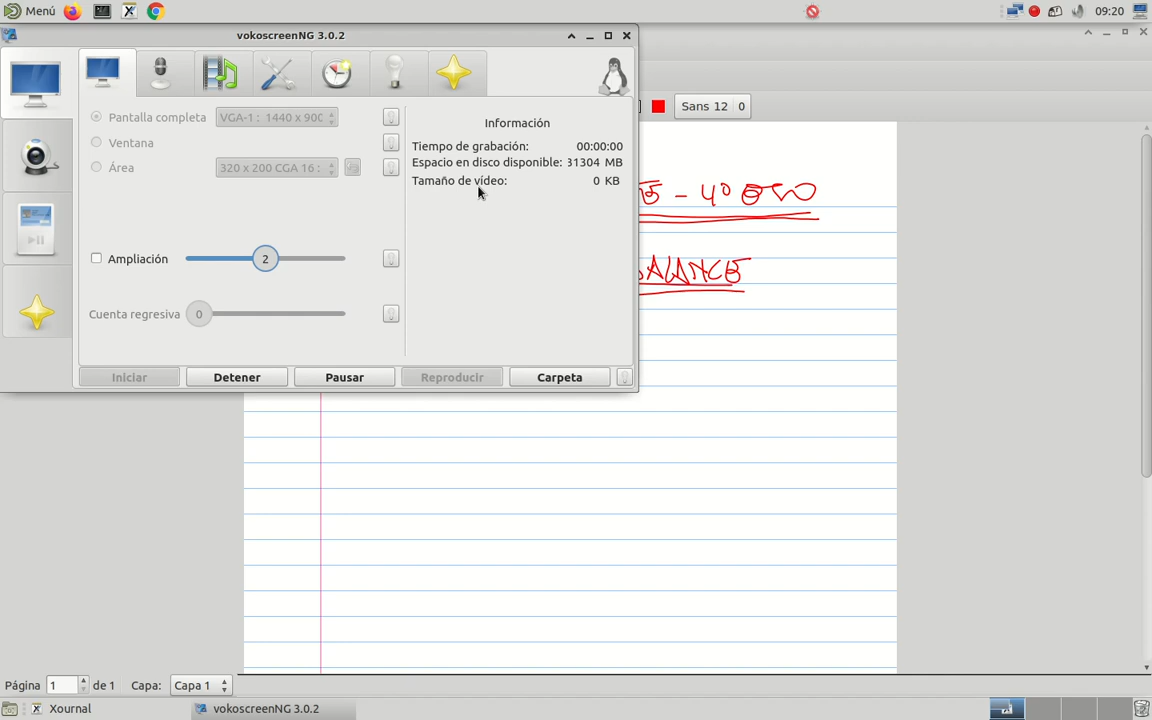 Menú
09:20
vokoscreenNG 3.0.2
Sans 12
Pantalla completa
VGA-1 : 1440 x 900
Ventana
Área
320 x 200 CGA 16 :
Información
Tiempo de grabación: 00:00:00
Espacio en disco disponible: 31304 MB
Tamaño de vídeo: 0 KB
Ampliación
2
Cuenta regresiva
0
Iniciar
Detener
Pausar
Reproducir
Carpeta
- 4º ESO
BALANCE
Página 1 de 1 Capa: Capa 1
Xournal
vokoscreenNG 3.0.2